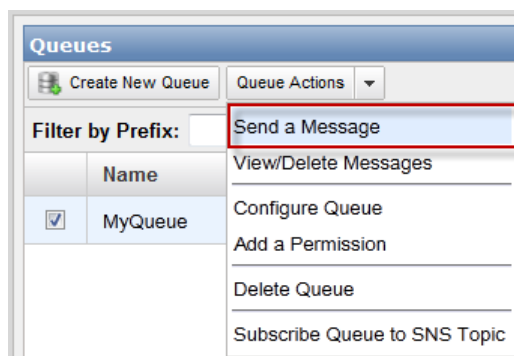 Queues
Create New Queue Queue Actions
Filter by Prefix: Send a Message
View/Delete Messages
Name
Configure Queue
MyQueue
Add a Permission
Delete Queue
Subscribe Queue to SNS Topic